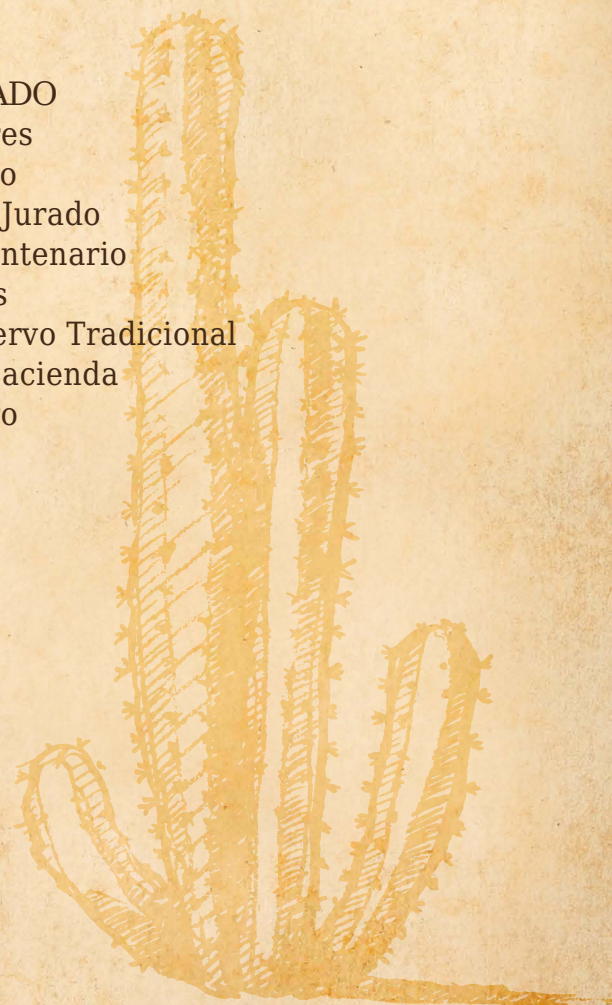 ADO
res
o
Jurado
ntenario
s
ervo Tradicional
acienda
o